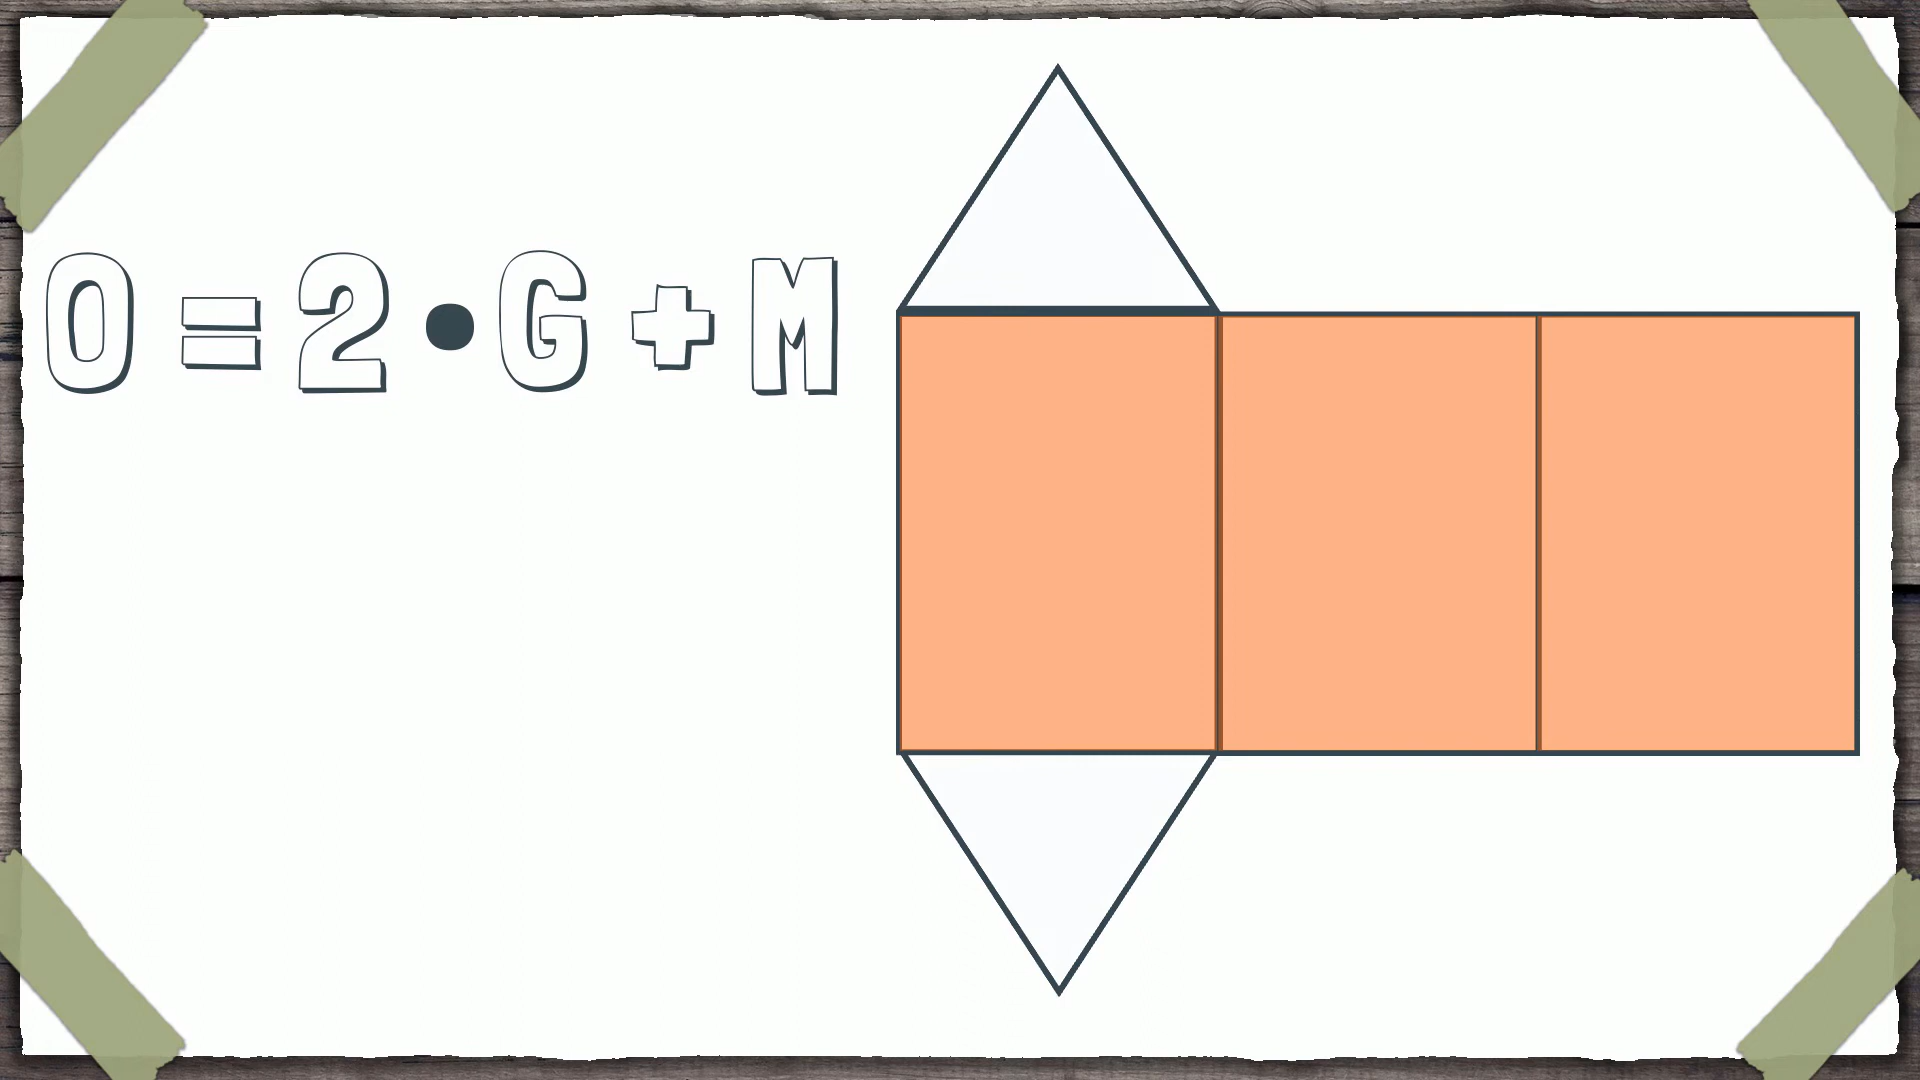 O = 2 • G + M